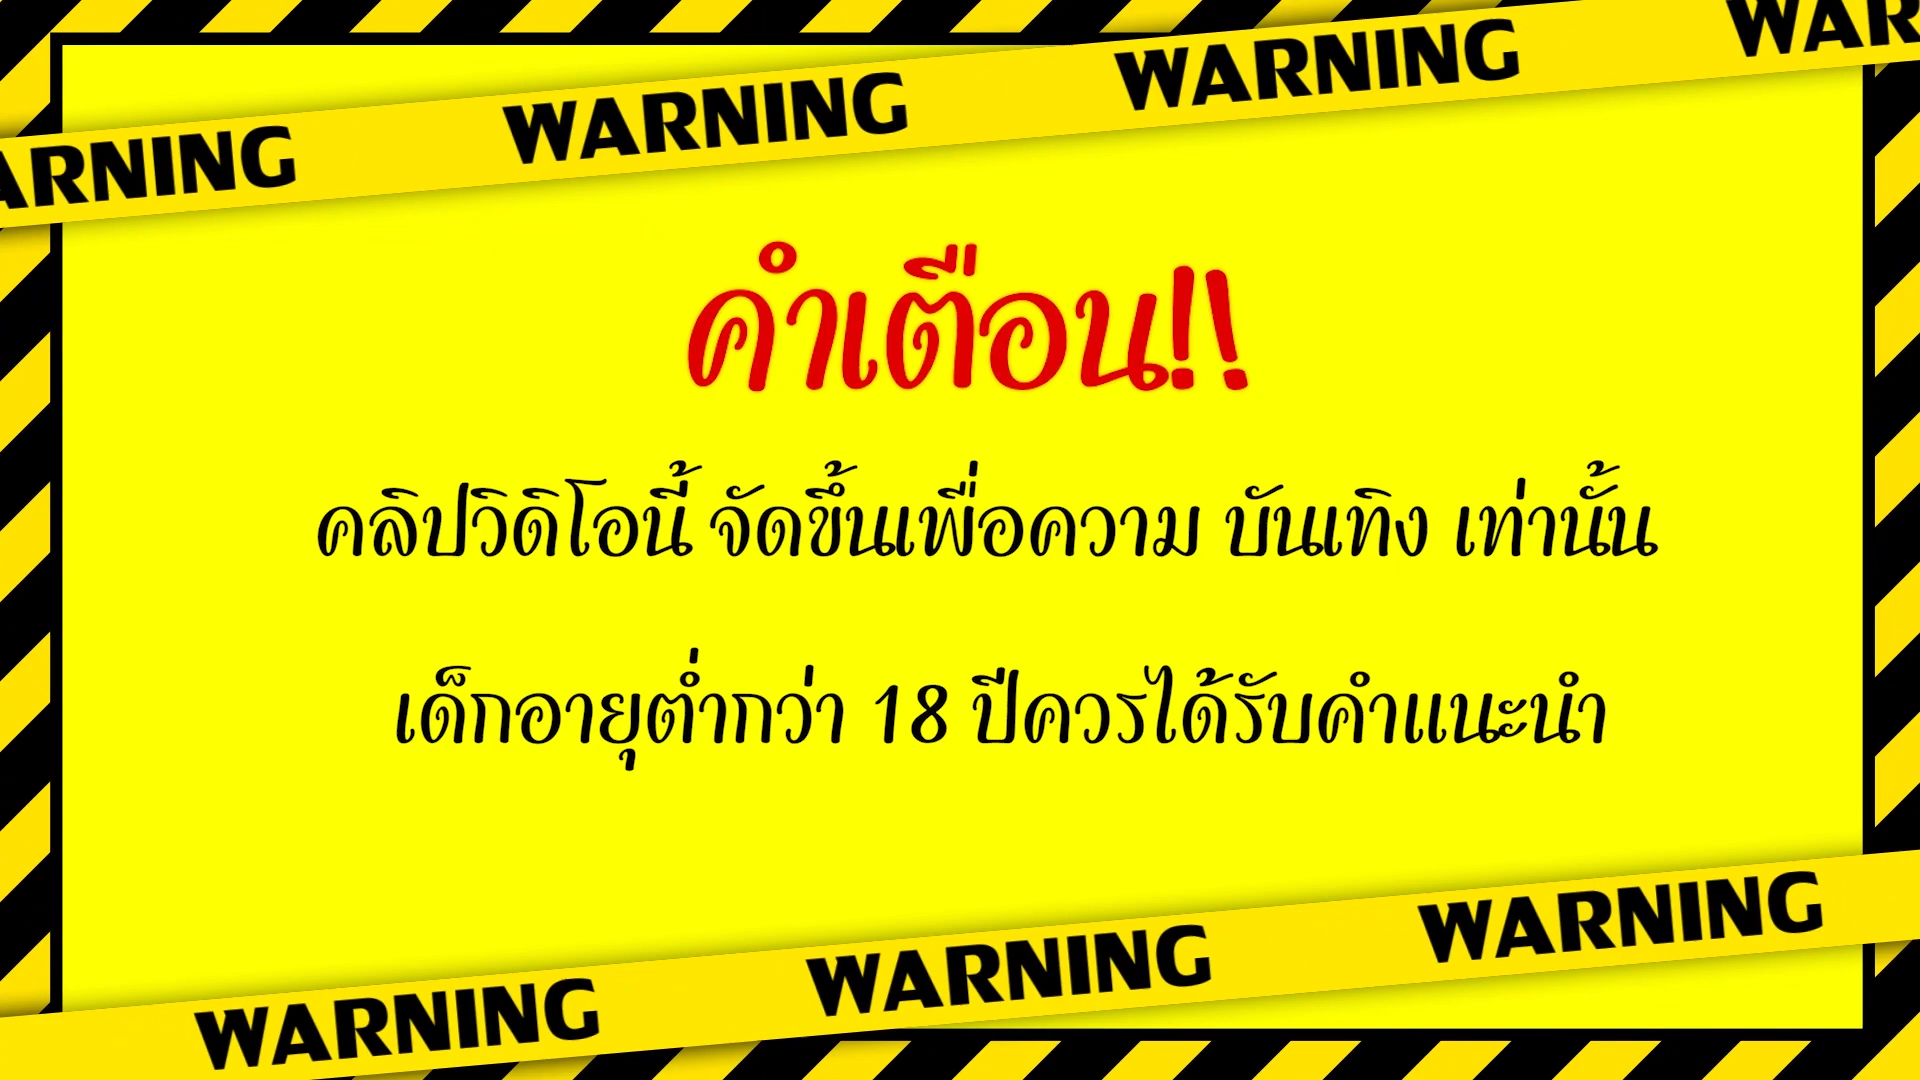 WARNING WARNING WARNING WAR
คำเตือน!!
คลิปวิดิโอนี้ จัดขึ้นเพื่อความ บันเทิง เท่านั้น
เด็กอายุต่ำกว่า 18 ปีควรได้รับคำแนะนำ
WARNING WARNING WARNING